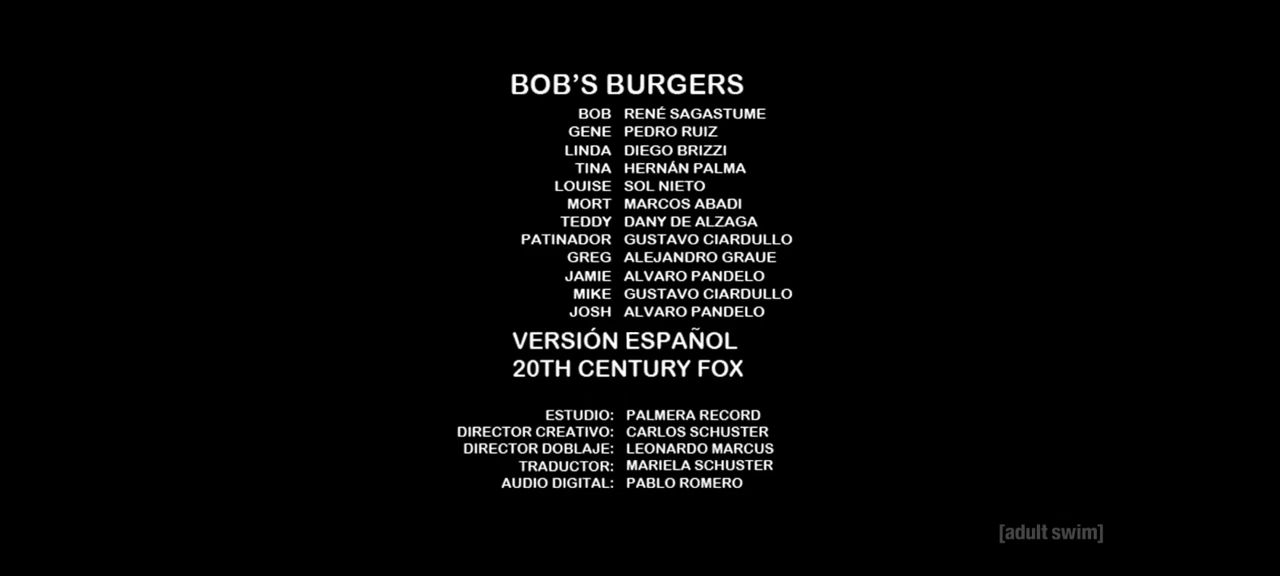 BOB'S BURGERS
BOB RENÉ SAGASTUME
GENE PEDRO RUIZ
LINDA DIEGO BRIZZI
TINA HERNÁN PALMA
LOUISE SOL NIETO
MORT MARCOS ABADI
TEDDY DANY DE ALZAGA
PATINADOR GUSTAVO CIARDULLO
GREG ALEJANDRO GRAUE
JAMIE ALVARO PANDELO
MIKE GUSTAVO CIARDULLO
JOSH ALVARO PANDELO
VERSIÓN ESPAÑOL
20TH CENTURY FOX
ESTUDIO: PALMERA RECORD
DIRECTOR CREATIVO: CARLOS SCHUSTER
DIRECTOR DOBLAJE: LEONARDO MARCUS
TRADUCTOR: MARIELA SCHUSTER
AUDIO DIGITAL: PABLO ROMERO
[adult swim]